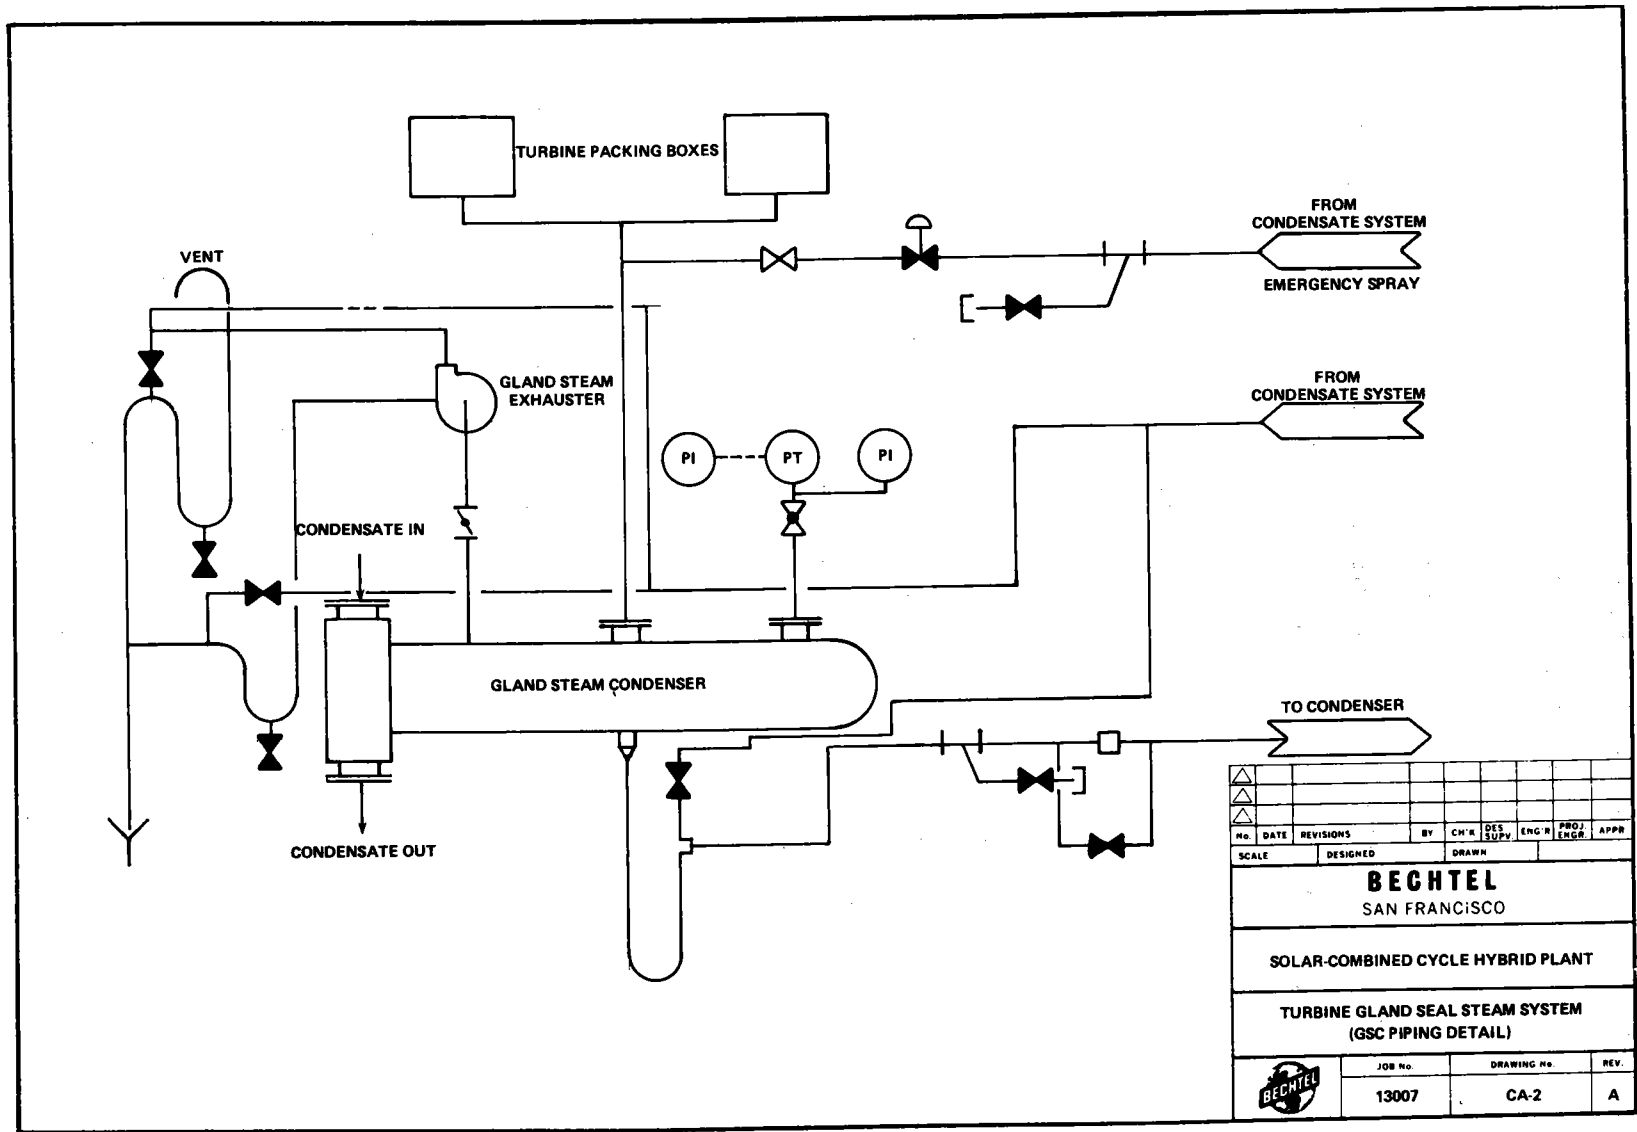 TURBINE PACKING BOXES
FROM
CONDENSATE SYSTEM
EMERGENCY SPRAY
VENT
GLAND STEAM
EXHAUSTER
FROM
CONDENSATE SYSTEM
PI
PT
PI
CONDENSATE IN
GLAND STEAM CONDENSER
TO CONDENSER
CONDENSATE OUT
No. DATE REVISIONS BY CH'K DES SUPV. ENG'R PROJ. ENGR. APPR
SCALE DESIGNED DRAWN
BECHTEL
SAN FRANCISCO
SOLAR-COMBINED CYCLE HYBRID PLANT
TURBINE GLAND SEAL STEAM SYSTEM
(GSC PIPING DETAIL)
BECHTEL
JOB No. DRAWING No. REV.
13007 CA-2 A